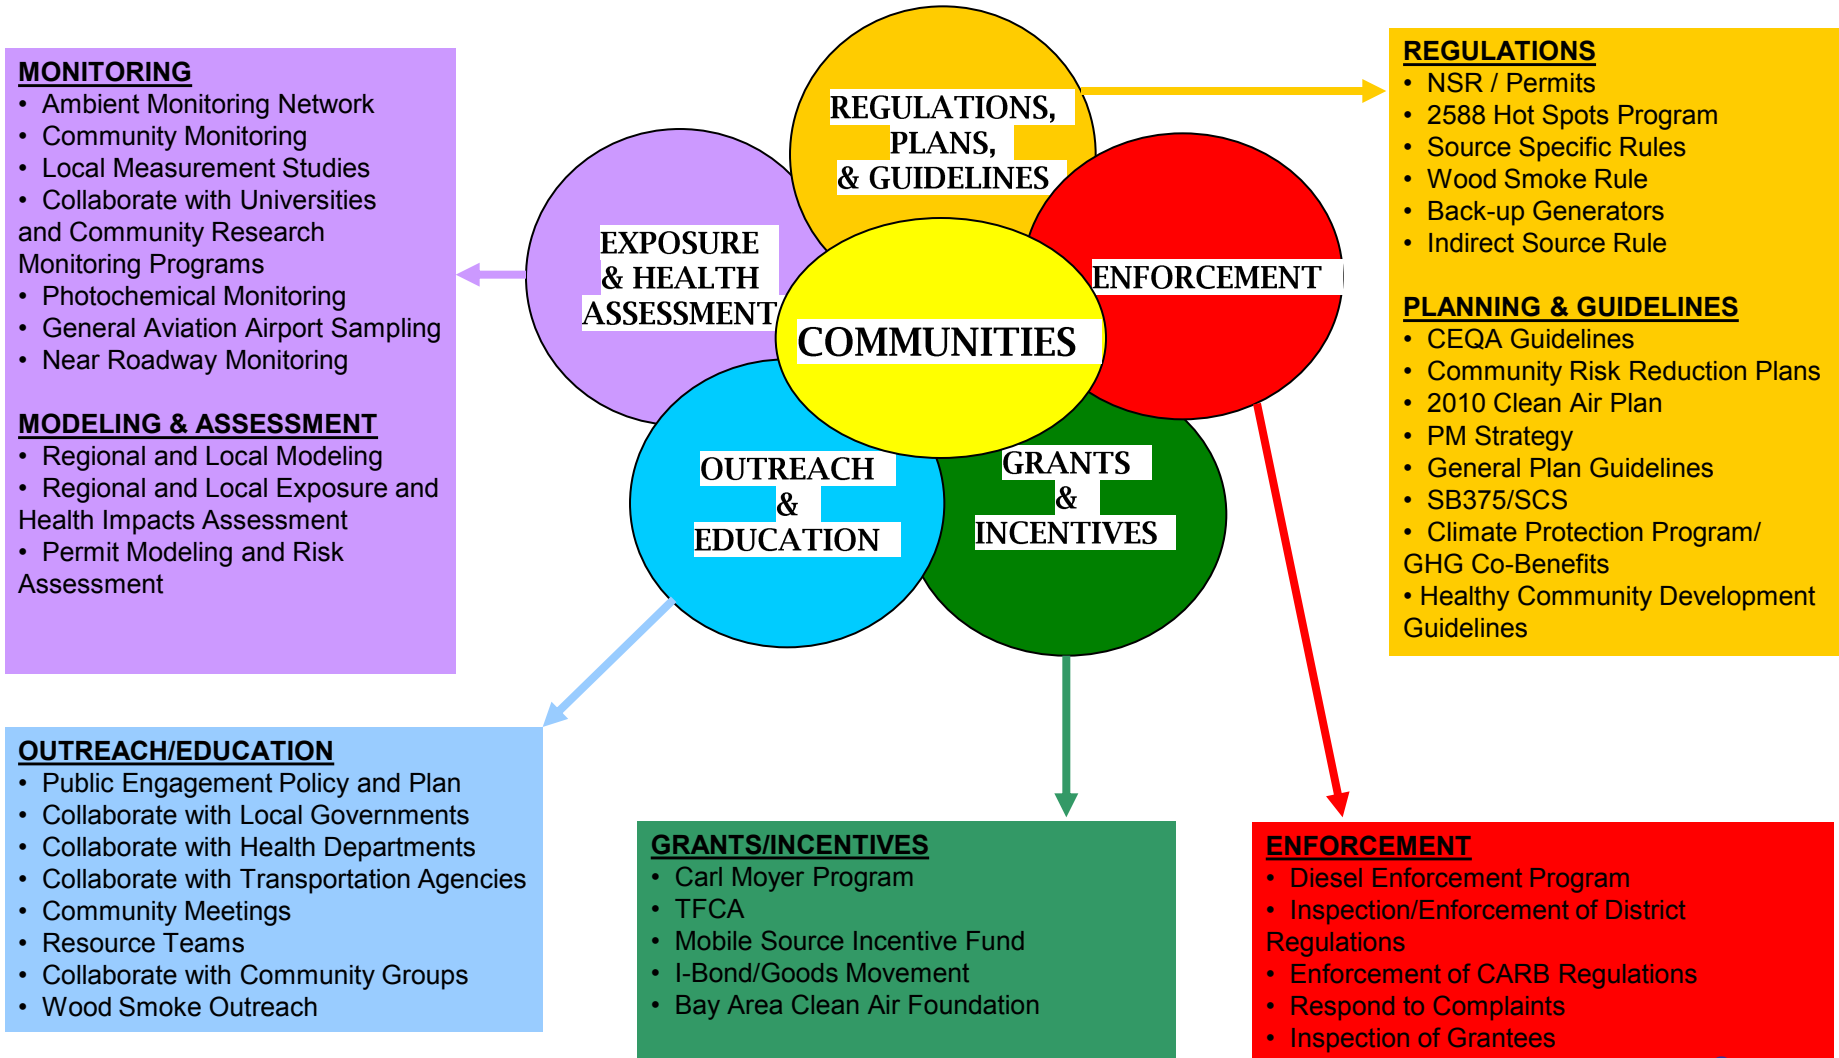 MONITORING
• Ambient Monitoring Network
• Community Monitoring
• Local Measurement Studies
• Collaborate with Universities
and Community Research
Monitoring Programs
• Photochemical Monitoring
• General Aviation Airport Sampling
• Near Roadway Monitoring
MODELING & ASSESSMENT
• Regional and Local Modeling
• Regional and Local Exposure and
Health Impacts Assessment
• Permit Modeling and Risk
Assessment
REGULATIONS,
PLANS,
& GUIDELINES
EXPOSURE
& HEALTH
ASSESSMENT
ENFORCEMENT
COMMUNITIES
OUTREACH
&
EDUCATION
GRANTS
&
INCENTIVES
REGULATIONS
• NSR / Permits
• 2588 Hot Spots Program
• Source Specific Rules
• Wood Smoke Rule
• Back-up Generators
• Indirect Source Rule
PLANNING & GUIDELINES
• CEQA Guidelines
• Community Risk Reduction Plans
• 2010 Clean Air Plan
• PM Strategy
• General Plan Guidelines
• SB375/SCS
• Climate Protection Program/
GHG Co-Benefits
• Healthy Community Development
Guidelines
OUTREACH/EDUCATION
• Public Engagement Policy and Plan
• Collaborate with Local Governments
• Collaborate with Health Departments
• Collaborate with Transportation Agencies
• Community Meetings
• Resource Teams
• Collaborate with Community Groups
• Wood Smoke Outreach
GRANTS/INCENTIVES
• Carl Moyer Program
• TFCA
• Mobile Source Incentive Fund
• I-Bond/Goods Movement
• Bay Area Clean Air Foundation
ENFORCEMENT
• Diesel Enforcement Program
• Inspection/Enforcement of District
Regulations
• Enforcement of CARB Regulations
• Respond to Complaints
• Inspection of Grantees